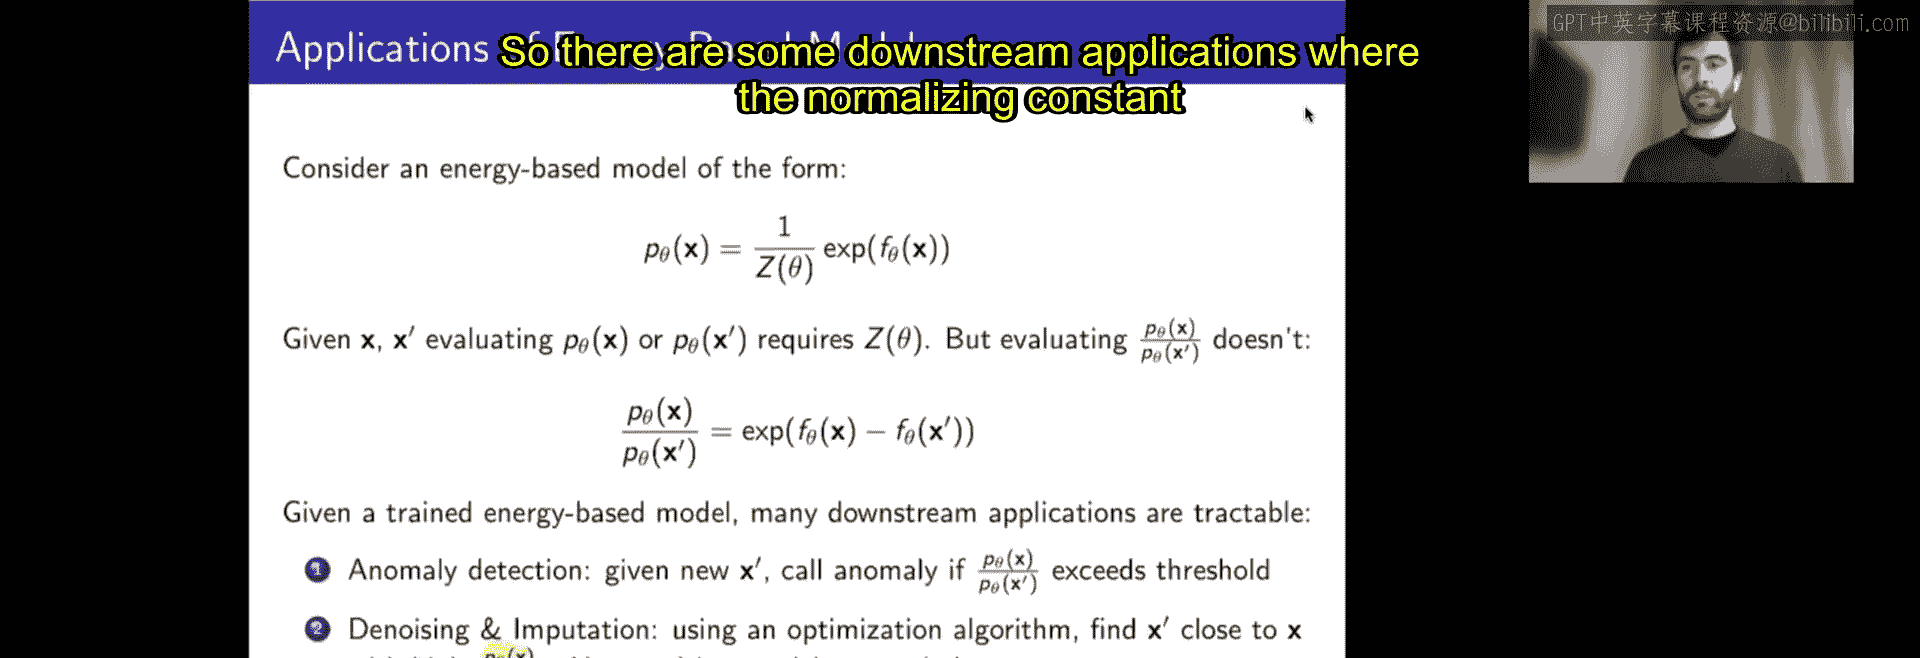 Applications
So there are some downstream applications where
the normalizing constant
GPT中英字幕课程资源@bilibili.com
Consider an energy-based model of the form:
pθ(x) = 1/Z(θ) exp(fθ(x))
Given x, x′ evaluating pθ(x) or pθ(x′) requires Z(θ). But evaluating pθ(x)/pθ(x′) doesn't:
pθ(x)/pθ(x′) = exp(fθ(x) − fθ(x′))
Given a trained energy-based model, many downstream applications are tractable:
1 Anomaly detection: given new x′, call anomaly if pθ(x)/pθ(x′) exceeds threshold
2 Denoising & Imputation: using an optimization algorithm, find x′ close to x